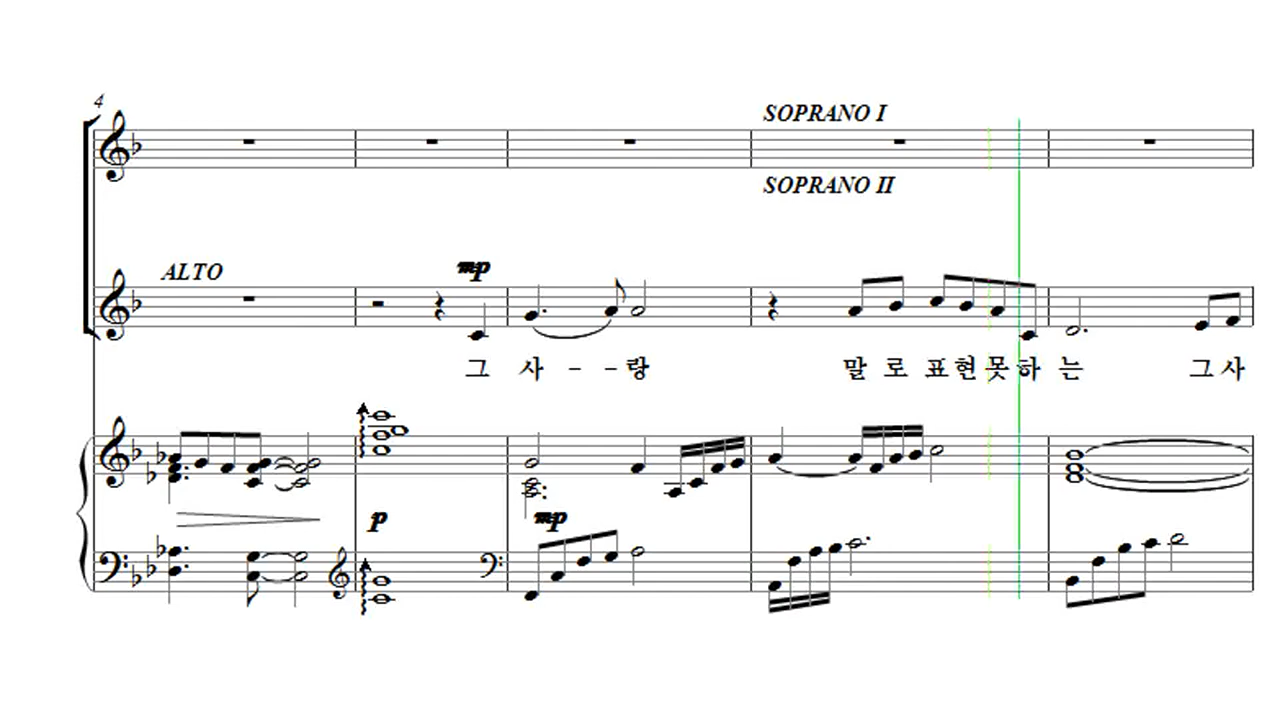 4
SOPRANO I
SOPRANO II
ALTO
mp
그 사 - - 랑 말 로 표 현 못 하 는 그 사
p
mp